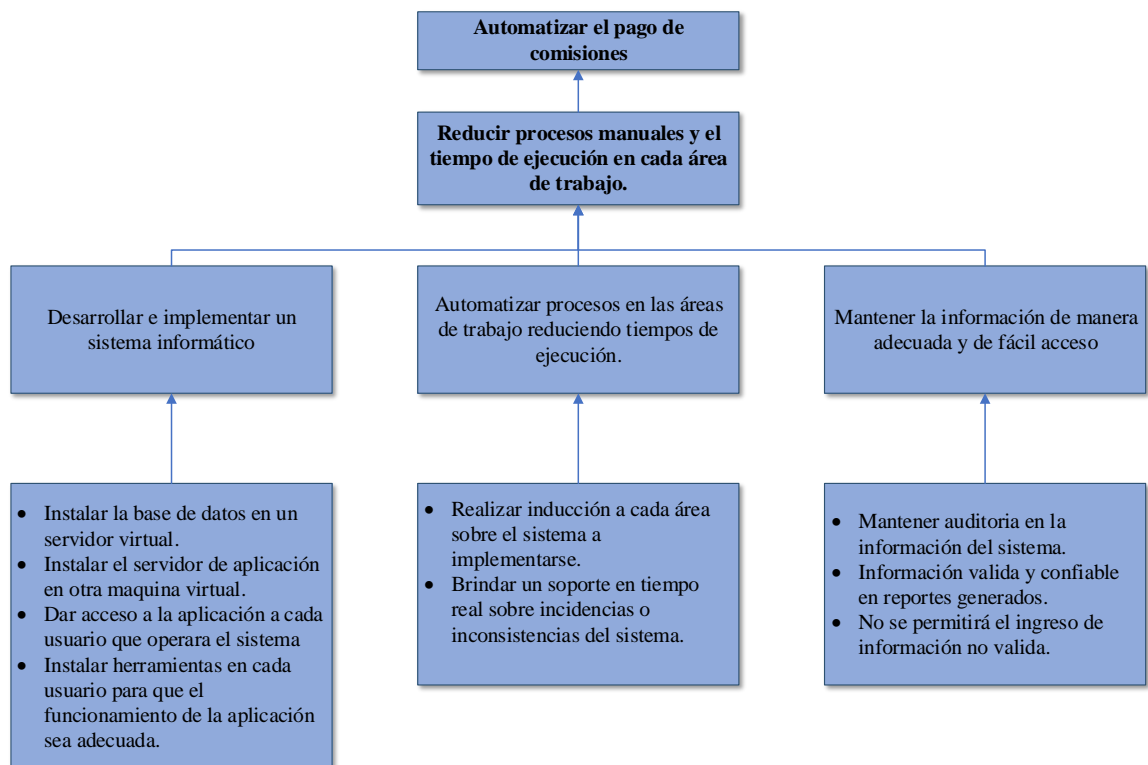 Automatizar el pago de
comisiones
Reducir procesos manuales y el
tiempo de ejecución en cada área
de trabajo.
Desarrollar e implementar un
sistema informático
Automatizar procesos en las áreas
de trabajo reduciendo tiempos de
ejecución.
Mantener la información de manera
adecuada y de fácil acceso
• Instalar la base de datos en un
servidor virtual.
• Instalar el servidor de aplicación
en otra maquina virtual.
• Dar acceso a la aplicación a cada
usuario que operara el sistema
• Instalar herramientas en cada
usuario para que el
funcionamiento de la aplicación
sea adecuada.
• Realizar inducción a cada área
sobre el sistema a
implementarse.
• Brindar un soporte en tiempo
real sobre incidencias o
inconsistencias del sistema.
• Mantener auditoria en la
información del sistema.
• Información valida y confiable
en reportes generados.
• No se permitirá el ingreso de
información no valida.